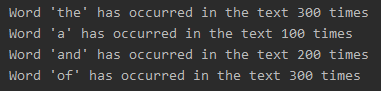 Word 'the' has occurred in the text 300 times
Word 'a' has occurred in the text 100 times
Word 'and' has occurred in the text 200 times
Word 'of' has occurred in the text 300 times